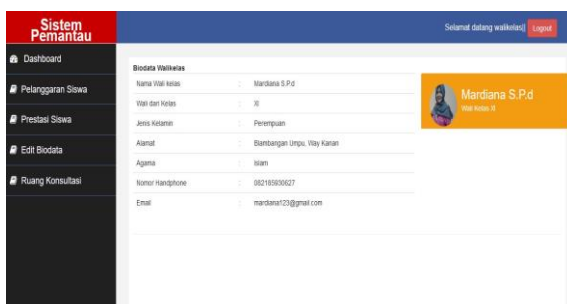 Sistem
Pemantau
Selamat datang walikelas|| Logout
Dashboard
Pelanggaran Siswa
Prestasi Siswa
Edit Biodata
Ruang Konsultasi
Biodata Walikelas
Nama Wali kelas : Mardiana S.P.d
Wali dari Kelas : XI
Jenis Kelamin : Perempuan
Alamat : Blambangan Umpu, Way Kanan
Agama : Islam
Nomor Handphone : 082185930627
Email : mardiana123@gmail.com
Mardiana S.P.d
Wali Kelas XI